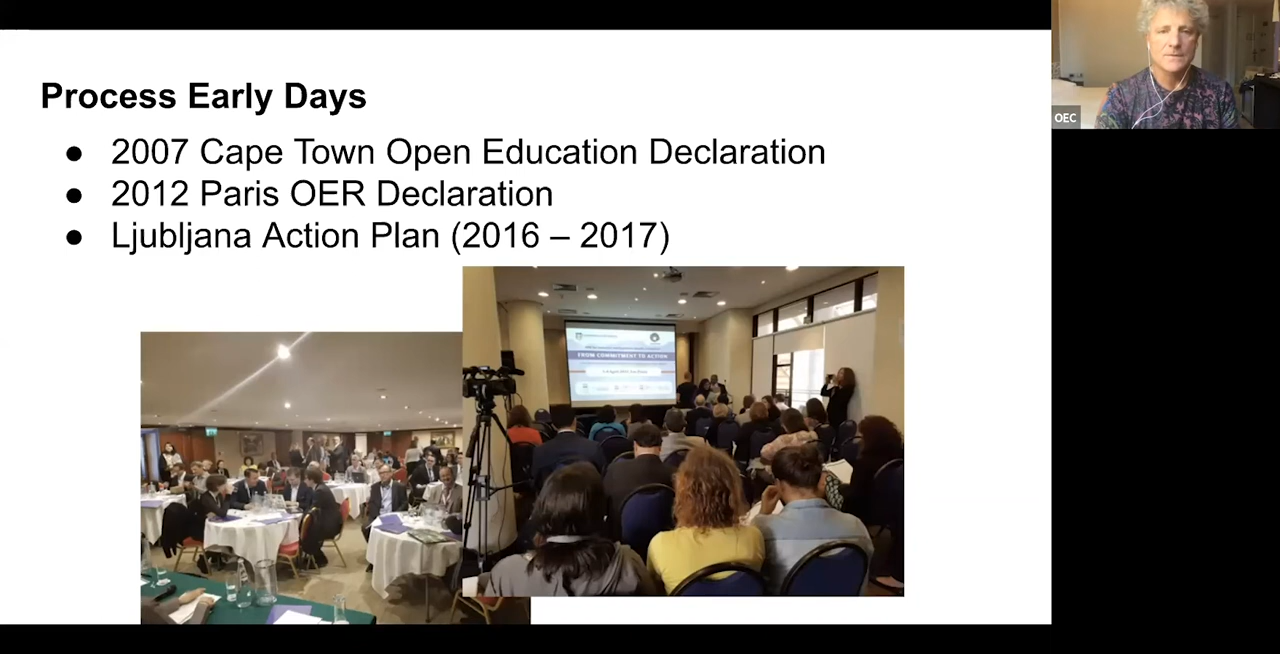 Process Early Days
● 2007 Cape Town Open Education Declaration
● 2012 Paris OER Declaration
● Ljubljana Action Plan (2016 – 2017)
FROM COMMITMENT TO ACTION
OEC